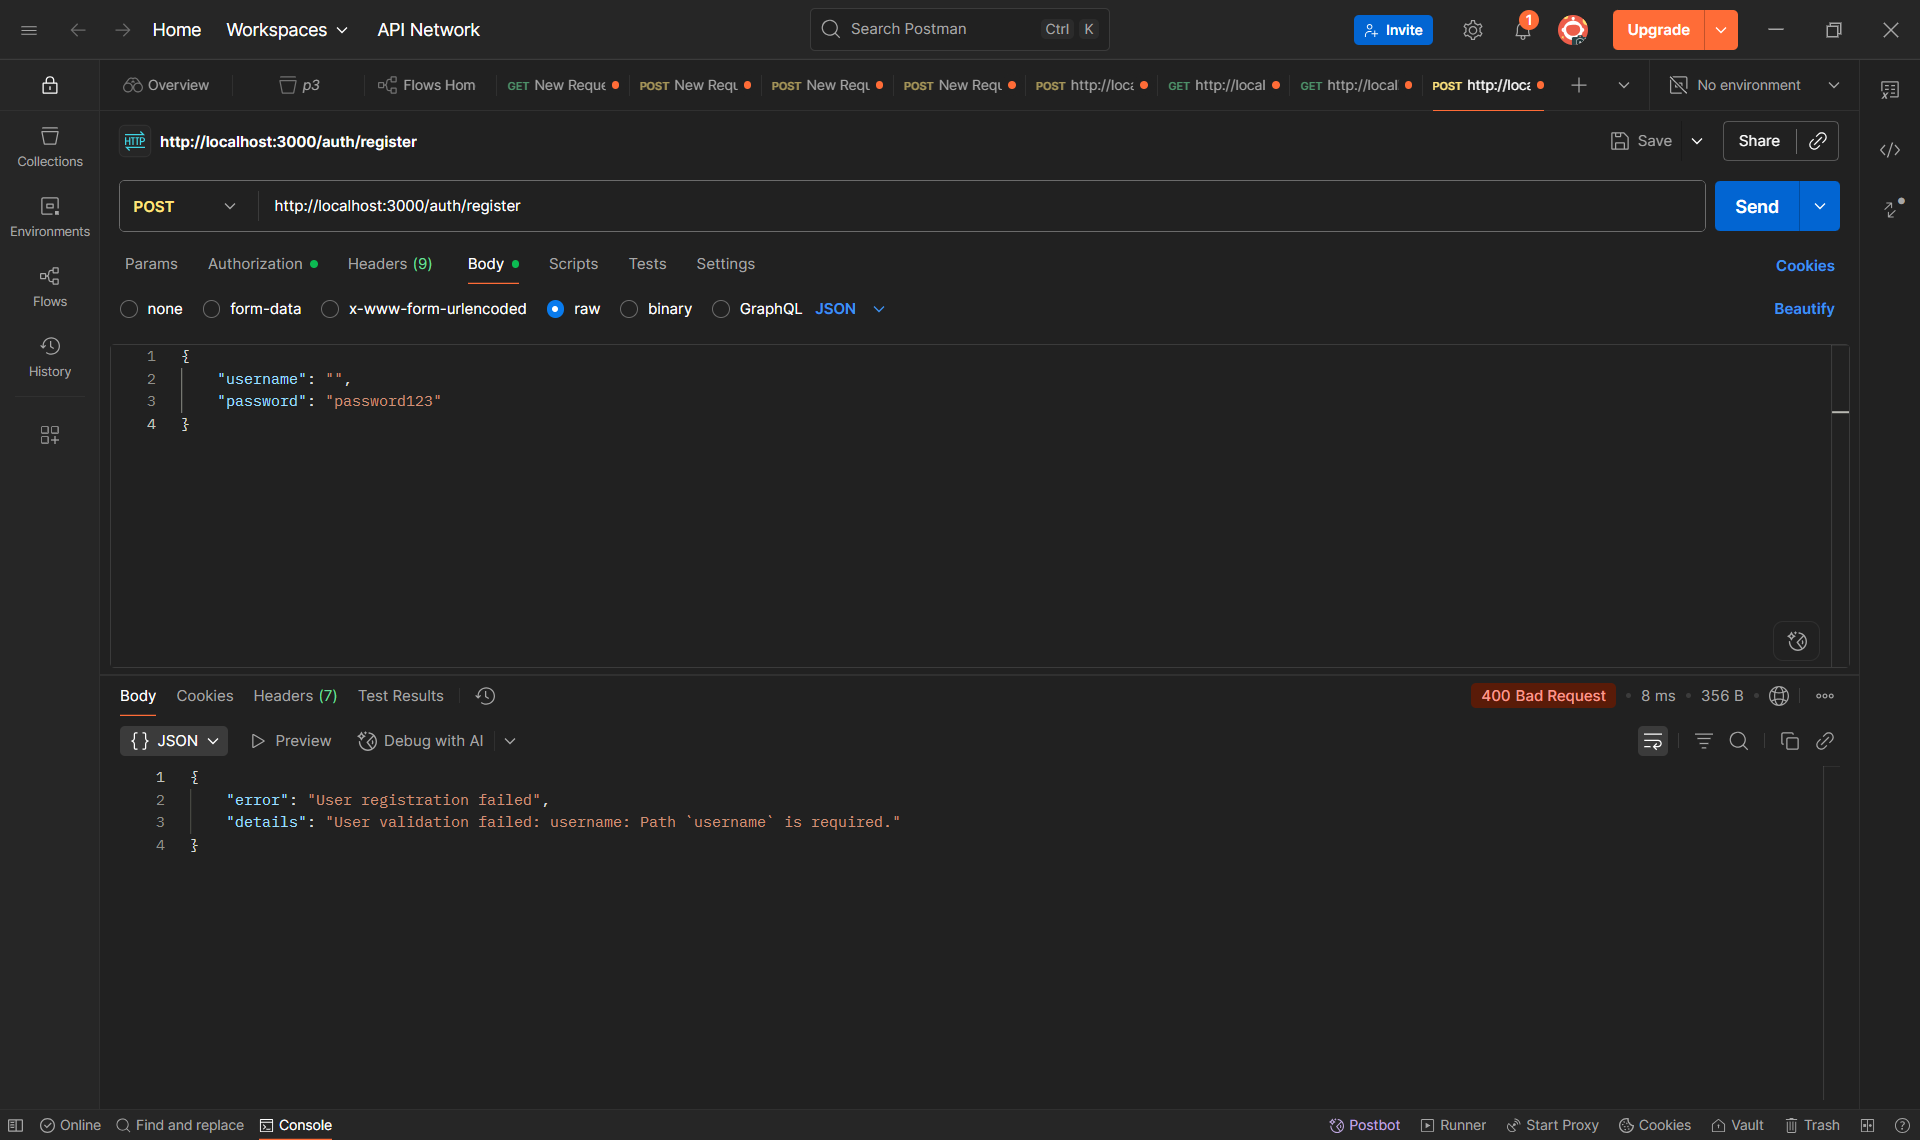 Home Workspaces API Network Search Postman Ctrl K Invite 1 Upgrade
Overview p3 Flows Hom GET New Reque POST New Requ POST New Requ POST New Requ POST http://loca GET http://local GET http://local POST http://loca No environment
HTTP http://localhost:3000/auth/register Save Share
Collections
Environments
Flows
History
POST http://localhost:3000/auth/register Send
Params Authorization Headers (9) Body Scripts Tests Settings Cookies
none form-data x-www-form-urlencoded raw binary GraphQL JSON Beautify
1 {
2 "username": "",
3 "password": "password123"
4 }
Body Cookies Headers (7) Test Results 400 Bad Request 8 ms 356 B
{} JSON Preview Debug with AI
1 {
2 "error": "User registration failed",
3 "details": "User validation failed: username: Path `username` is required."
4 }
Online Find and replace Console Postbot Runner Start Proxy Cookies Vault Trash